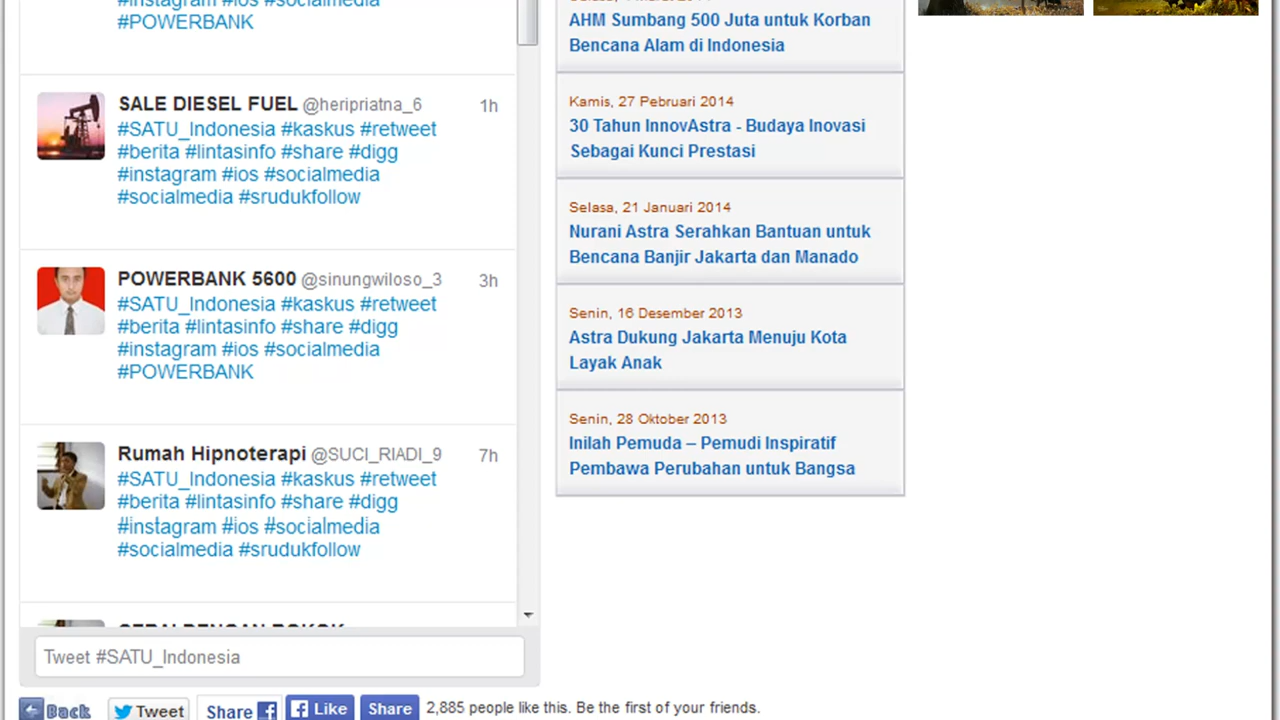 #instagram #ios #socialmedia
#POWERBANK
SALE DIESEL FUEL @heripriatna_6 1h
#SATU_Indonesia #kaskus #retweet
#berita #lintasinfo #share #digg
#instagram #ios #socialmedia
#socialmedia #srudukfollow
POWERBANK 5600 @sinungwiloso_3 3h
#SATU_Indonesia #kaskus #retweet
#berita #lintasinfo #share #digg
#instagram #ios #socialmedia
#POWERBANK
Rumah Hipnoterapi @SUCI_RIADI_9 7h
#SATU_Indonesia #kaskus #retweet
#berita #lintasinfo #share #digg
#instagram #ios #socialmedia
#socialmedia #srudukfollow
Tweet #SATU_Indonesia
AHM Sumbang 500 Juta untuk Korban
Bencana Alam di Indonesia
Kamis, 27 Pebruari 2014
30 Tahun InnovAstra - Budaya Inovasi
Sebagai Kunci Prestasi
Selasa, 21 Januari 2014
Nurani Astra Serahkan Bantuan untuk
Bencana Banjir Jakarta dan Manado
Senin, 16 Desember 2013
Astra Dukung Jakarta Menuju Kota
Layak Anak
Senin, 28 Oktober 2013
Inilah Pemuda – Pemudi Inspiratif
Pembawa Perubahan untuk Bangsa
Back Tweet Share Like Share 2,885 people like this. Be the first of your friends.